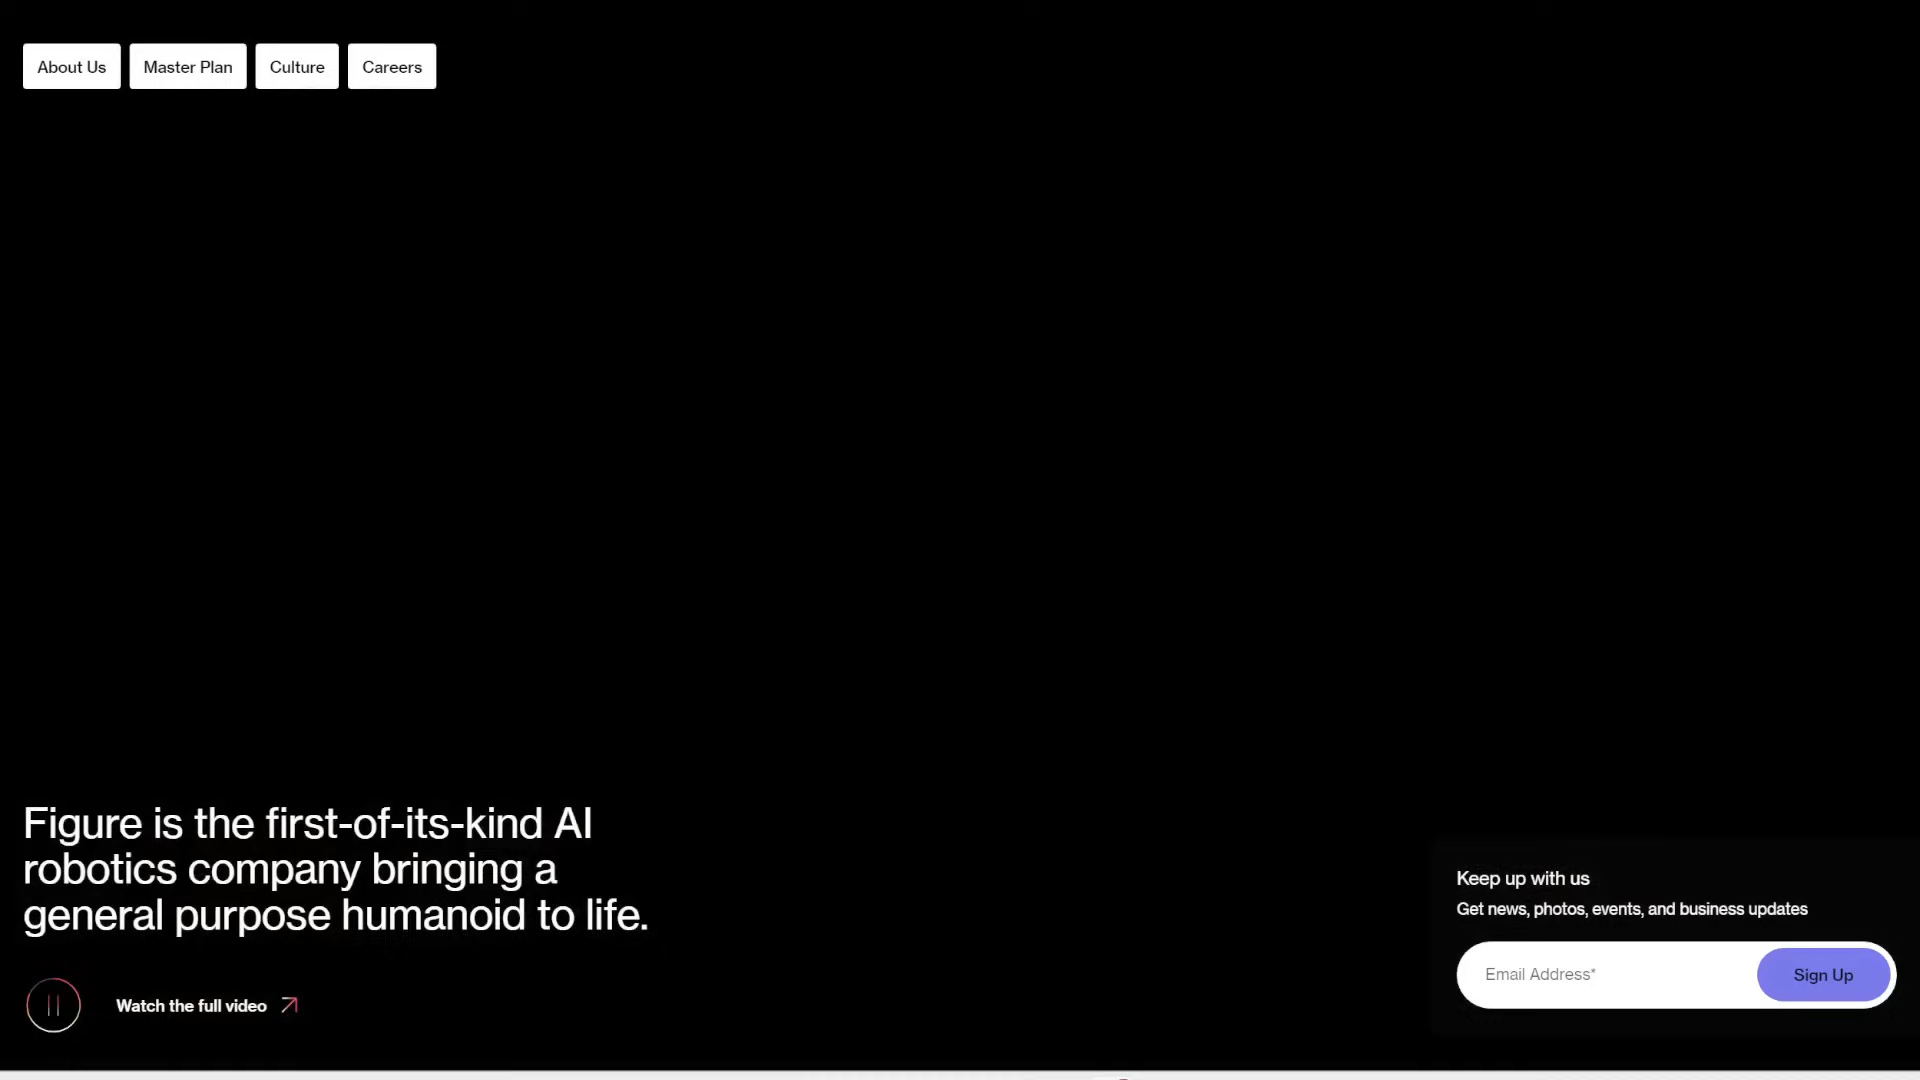 About Us
Master Plan
Culture
Careers
Figure is the first-of-its-kind AI
robotics company bringing a
general purpose humanoid to life.
Watch the full video
Keep up with us
Get news, photos, events, and business updates
Email Address*
Sign Up